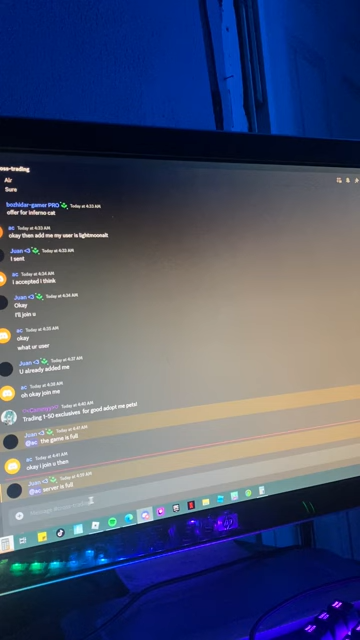 oss-trading
Air
Sure
bozhidar-gamer PRO Today at 4:33 AM
offer for inferno cat
sc Today at 4:33 AM
okay then add me my user is lightmoonalt
Juan <3 Today at 4:33 AM
I sent
sc Today at 4:34 AM
i accepted i think
Juan <3 Today at 4:34 AM
Okay
I'll join u
sc Today at 4:35 AM
okay
what ur user
Juan <3 Today at 4:37 AM
U already added me
sc Today at 4:38 AM
oh okay join me
Today at 4:40 AM
Trading 1-50 exclusives for good adopt me pets!
Juan <3 Today at 4:41 AM
@sc the game is full
sc Today at 4:41 AM
okay i join u then
Juan <3 Today at
@sc server is full
Message
hp